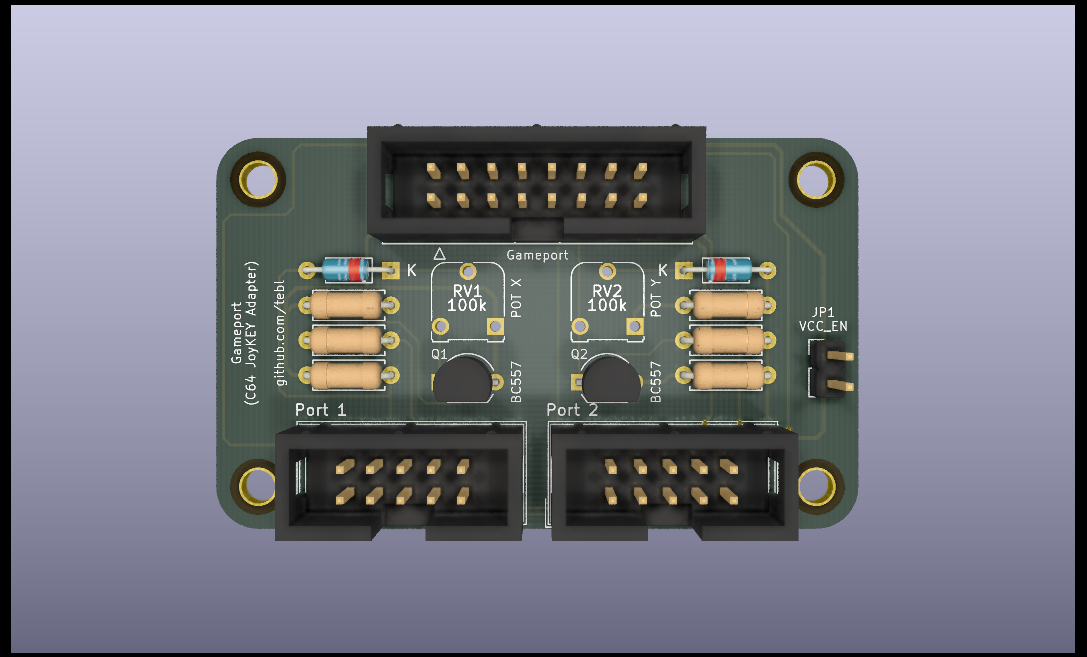 Gameport
K
K
RV1
100k
POT X
RV2
100k
POT Y
JP1
VCC_EN
Gameport
(C64 JoyKEY Adapter)
github.com/tebl
Q1
BC557
Q2
BC557
Port 1
Port 2